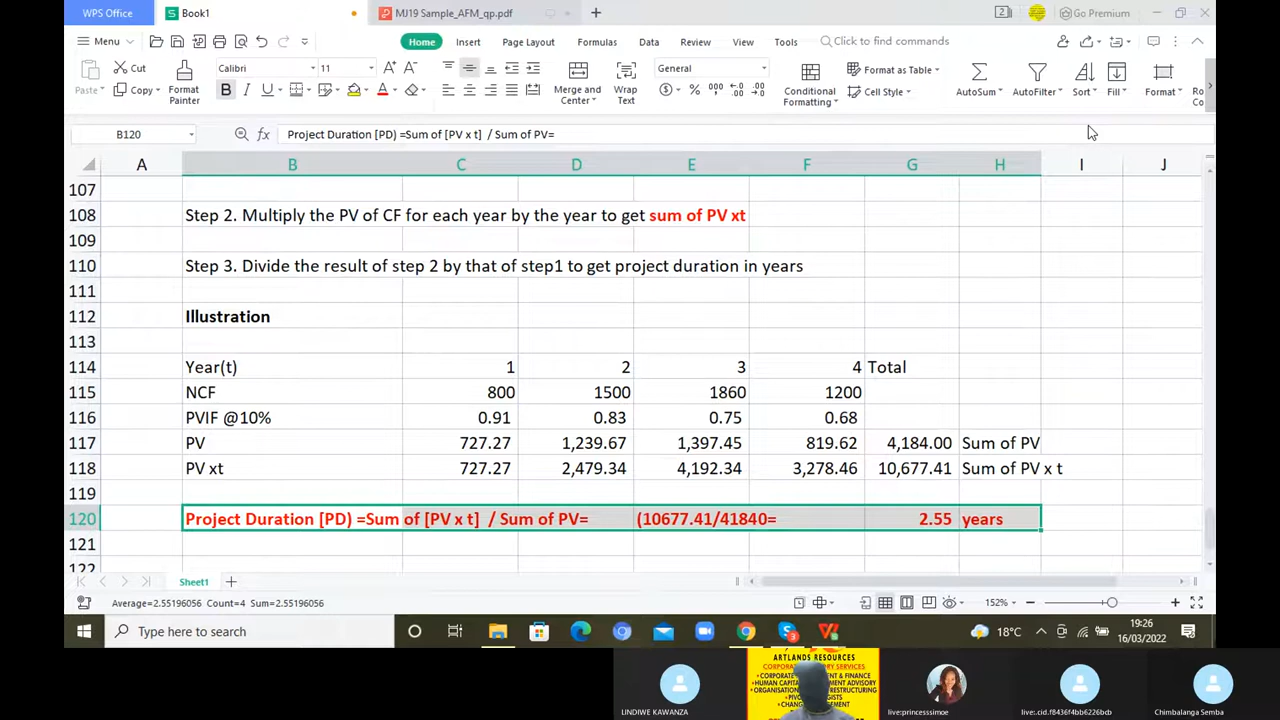 WPS Office Book1 MJ19 Sample_AFM_qp.pdf 2 Go Premium
Menu Home Insert Page Layout Formulas Data Review View Tools Click to find commands
Paste Cut Copy Format Painter Calibri 11 A+ A- B I U A Merge and Center Wrap Text General Conditional Formatting Format as Table Cell Style AutoSum AutoFilter Sort Fill Format
B120 fx Project Duration [PD) =Sum of [PV x t] / Sum of PV=
A B C D E F G H I J
107
108 Step 2. Multiply the PV of CF for each year by the year to get sum of PV xt
109
110 Step 3. Divide the result of step 2 by that of step1 to get project duration in years
111
112 Illustration
113
114 Year(t) 1 2 3 4 Total
115 NCF 800 1500 1860 1200
116 PVIF @10% 0.91 0.83 0.75 0.68
117 PV 727.27 1,239.67 1,397.45 819.62 4,184.00 Sum of PV
118 PV xt 727.27 2,479.34 4,192.34 3,278.46 10,677.41 Sum of PV x t
119
120 Project Duration [PD) =Sum of [PV x t] / Sum of PV= (10677.41/41840= 2.55 years
121
122
Sheet1
Average=2.55196056 Count=4 Sum=2.55196056 152%
Type here to search 18°C 19:26
16/03/2022
ARTLANDS RESOURCES
LINDIWE KAWANZA live:princesssimoe live:.cid.f8436f4bb6226bcb Chimbalanga Semba